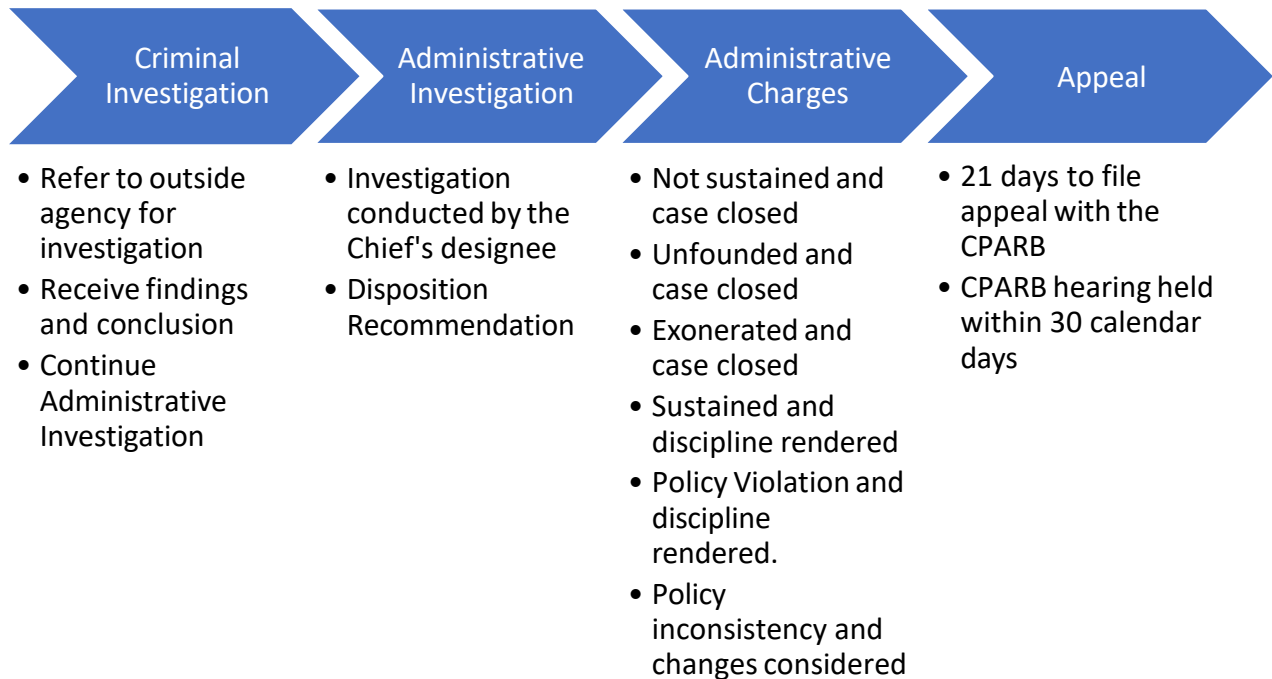 Criminal
Investigation
Administrative
Investigation
Administrative
Charges
Appeal
• Refer to outside
agency for
investigation
• Receive findings
and conclusion
• Continue
Administrative
Investigation
• Investigation
conducted by the
Chief's designee
• Disposition
Recommendation
• Not sustained and
case closed
• Unfounded and
case closed
• Exonerated and
case closed
• Sustained and
discipline rendered
• Policy Violation and
discipline
rendered.
• Policy
inconsistency and
changes considered
• 21 days to file
appeal with the
CPARB
• CPARB hearing held
within 30 calendar
days